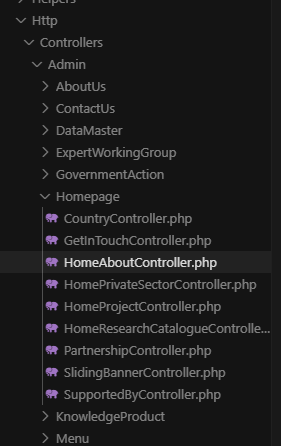 Helpers
Http
Controllers
Admin
AboutUs
ContactUs
DataMaster
ExpertWorkingGroup
GovernmentAction
Homepage
CountryController.php
GetInTouchController.php
HomeAboutController.php
HomePrivateSectorController.php
HomeProjectController.php
HomeResearchCatalogueControlle...
PartnershipController.php
SlidingBannerController.php
SupportedByController.php
KnowledgeProduct
Menu